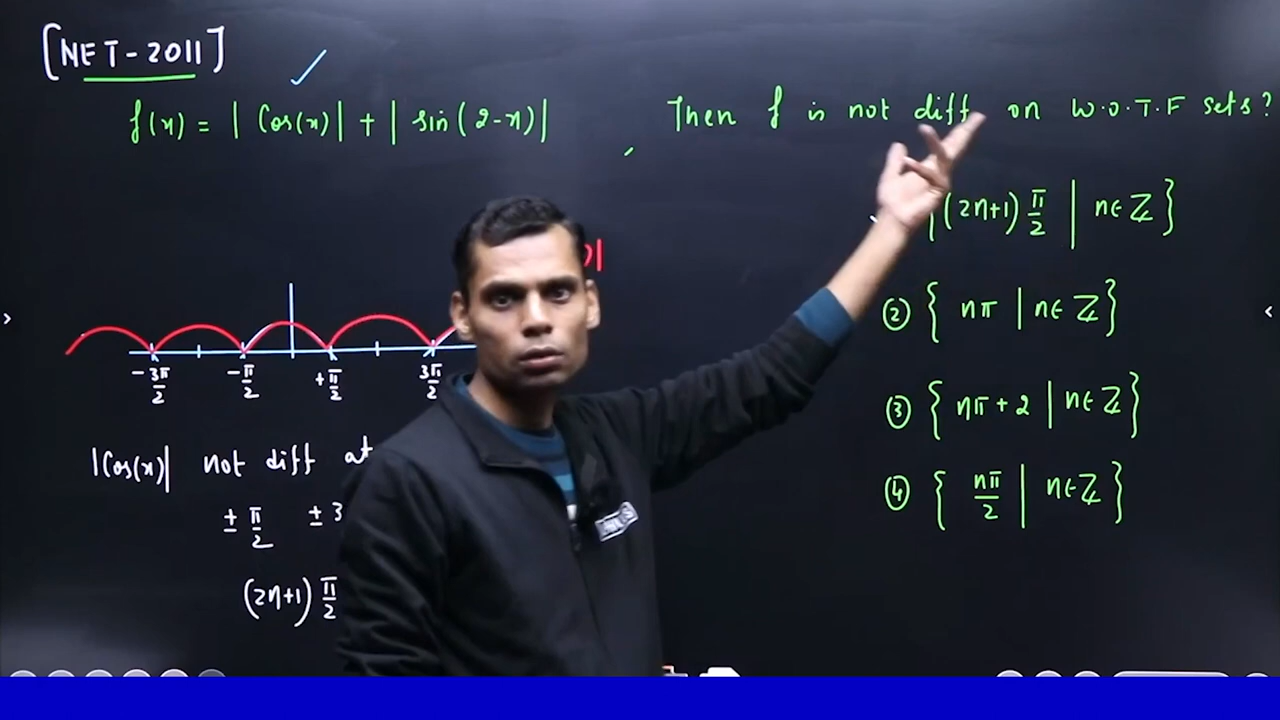 [NET-2011]
f(x) = | Cos(x)| + | sin(2-x)| , Then f is not diff on W.O.T.F sets?
{(2n+1) π/2 | n∈ℤ}
② { nπ | n∈ℤ }
③ { nπ + 2 | n∈ℤ }
④ { nπ/2 | n∈ℤ }
-3π/2 -π/2 +π/2 3π/2
|Cos(x)| not diff at
± π/2 ± 3
(2n+1) π/2